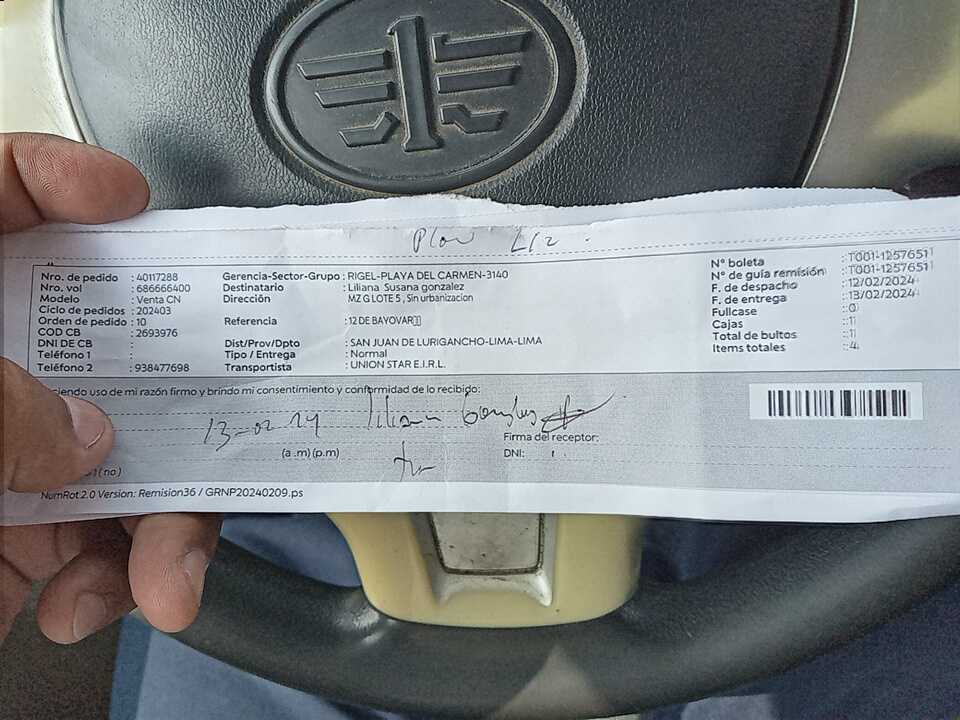 Nro. de pedido : 40117288
Nro. vol : 686666400
Modelo : Venta CN
Ciclo de pedidos : 202403
Orden de pedido : 10
COD CB : 2693976
DNI DE CB :
Teléfono 1 :
Teléfono 2 : 938477698
Gerencia-Sector-Grupo : RIGEL-PLAYA DEL CARMEN-3140
Destinatario : Liliana Susana gonzalez
Dirección MZ G LOTE 5 , Sin urbanizacion
Referencia : 12 DE BAYOVAR
Dist/Prov/Dpto : SAN JUAN DE LURIGANCHO-LIMA-LIMA
Tipo / Entrega : Normal
Transportista : UNION STAR E.I.R.L.
N° boleta : T001-1257651
N° de guía remisión : T001-1257651
F. de despacho : 12/02/2024
F. de entrega : 13/02/2024
Fullcase : 0
Cajas : 1
Total de bultos : 1
Items totales : 4
ciendo uso de mi razón firmo y brindo mi consentimiento y conformidad de lo recibido:
13-02 24 liliana Gonzales
(a .m) (p.m)
Firma del receptor:
DNI:
( no )
NumRot 2.0 Version: Remision36 / GRNP20240209.ps